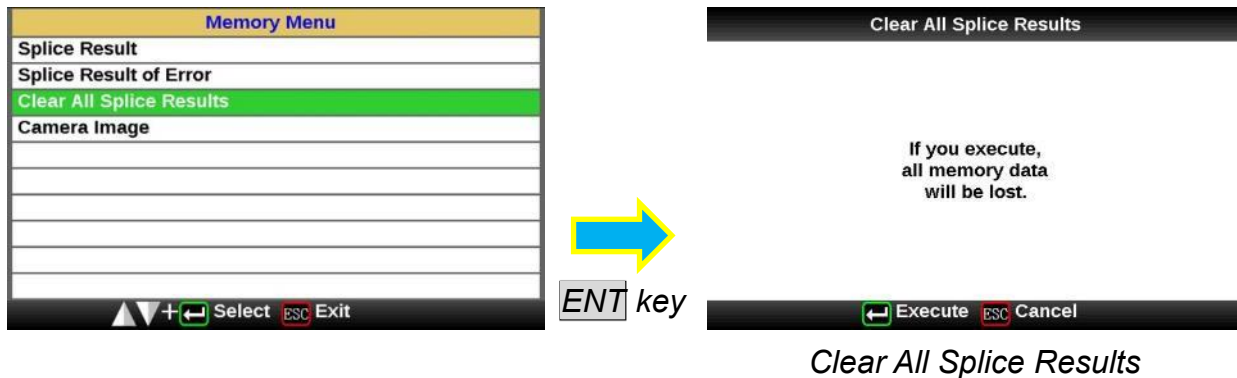 Memory Menu
Splice Result
Splice Result of Error
Clear All Splice Results
Camera Image
+ Select ESC Exit
ENT key
Clear All Splice Results
If you execute,
all memory data
will be lost.
Execute ESC Cancel
Clear All Splice Results